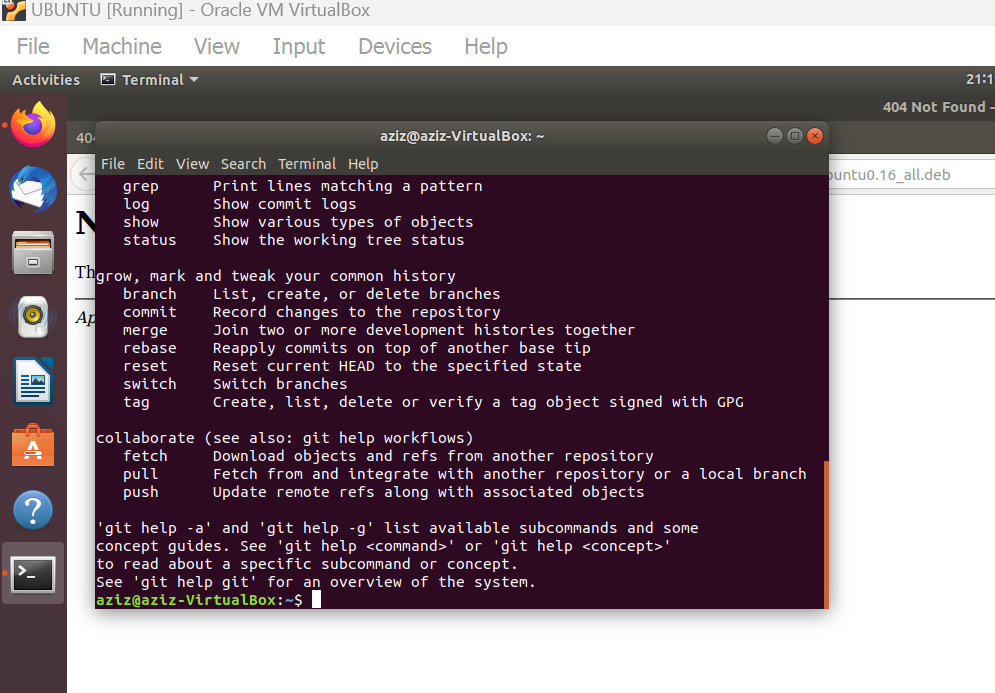 UBUNTU [Running] - Oracle VM VirtualBox
File Machine View Input Devices Help
Activities Terminal 21:1
404 Not Found -
404
aziz@aziz-VirtualBox: ~
File Edit View Search Terminal Help
buntu0.16_all.deb
grep Print lines matching a pattern
log Show commit logs
show Show various types of objects
status Show the working tree status
N
Th
grow, mark and tweak your common history
branch List, create, or delete branches
commit Record changes to the repository
Ap
merge Join two or more development histories together
rebase Reapply commits on top of another base tip
reset Reset current HEAD to the specified state
switch Switch branches
tag Create, list, delete or verify a tag object signed with GPG
collaborate (see also: git help workflows)
fetch Download objects and refs from another repository
pull Fetch from and integrate with another repository or a local branch
push Update remote refs along with associated objects
'git help -a' and 'git help -g' list available subcommands and some
concept guides. See 'git help <command>' or 'git help <concept>'
to read about a specific subcommand or concept.
See 'git help git' for an overview of the system.
aziz@aziz-VirtualBox:~$